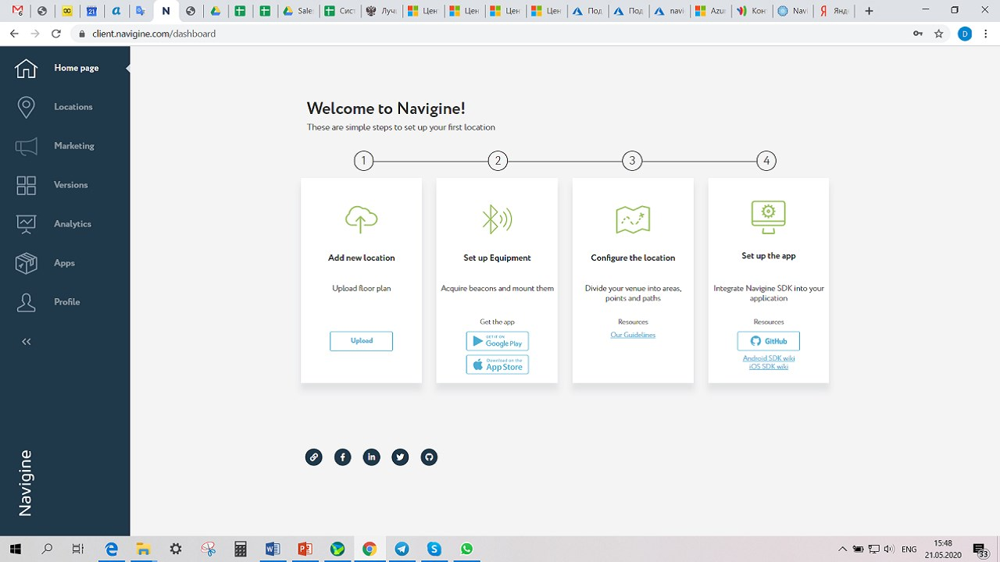 6
21
a
N
Sales
Сист
Луч
Цен
Цен
Цен
Цен
Под
Под
navi
Azu
Кон
Navi
Янд
client.navigine.com/dashboard
D
Home page
Locations
Marketing
Versions
Analytics
Apps
Profile
Navigine
Welcome to Navigine!
These are simple steps to set up your first location
1
2
3
4
Add new location
Upload floor plan
Upload
Set up Equipment
Acquire beacons and mount them
Get the app
GET IT ON
Google Play
Download on the
App Store
Configure the location
Divide your venue into areas,
points and paths
Resources
Our Guidelines
Set up the app
Integrate Navigine SDK into your
application
Resources
GitHub
Android SDK wiki
iOS SDK wiki
ENG
15:48
21.05.2020
33